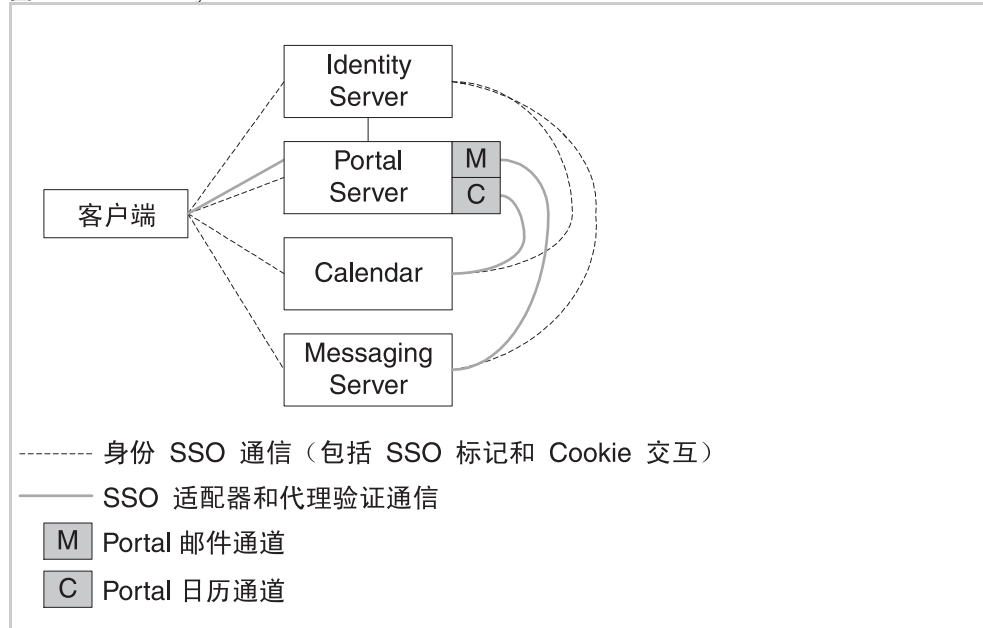 Identity
Server
Portal
Server
M
C
客户端
Calendar
Messaging
Server
身份 SSO 通信（包括 SSO 标记和 Cookie 交互）
SSO 适配器和代理验证通信
M Portal 邮件通道
C Portal 日历通道